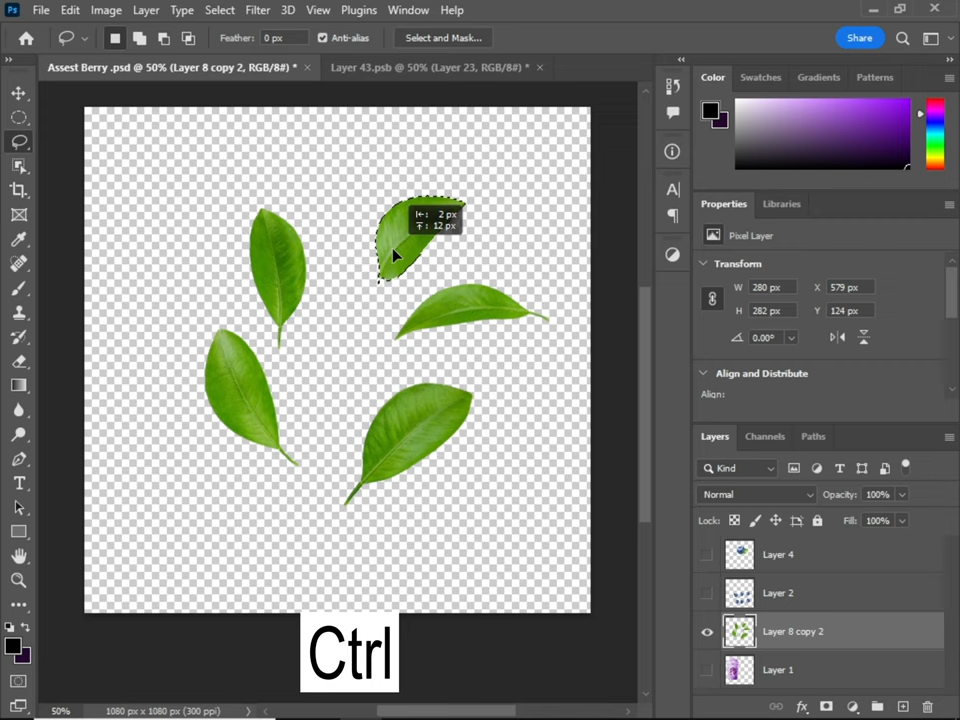 Ps File Edit Image Layer Type Select Filter 3D View Plugins Window Help
Feather: 0 px Anti-alias Select and Mask... Share
Assest Berry .psd @ 50% (Layer 8 copy 2, RGB/8#) * × Layer 43.psb @ 50% (Layer 23, RGB/8#) * ×
Color Swatches Gradients Patterns
Properties Libraries
Pixel Layer
Transform
W 280 px X 579 px
H 282 px Y 124 px
0.00°
Align and Distribute
Align:
2 px
12 px
Layers Channels Paths
Kind
Normal Opacity: 100%
Lock: Fill: 100%
Layer 4
Layer 2
Layer 8 copy 2
Layer 1
Ctrl
50% 1080 px x 1080 px (300 ppi)